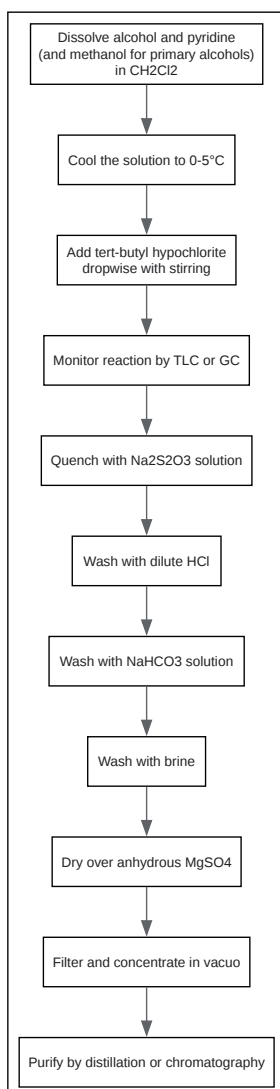 Dissolve alcohol and pyridine
(and methanol for primary alcohols)
in CH2Cl2
Cool the solution to 0-5°C
Add tert-butyl hypochlorite
dropwise with stirring
Monitor reaction by TLC or GC
Quench with Na2S2O3 solution
Wash with dilute HCl
Wash with NaHCO3 solution
Wash with brine
Dry over anhydrous MgSO4
Filter and concentrate in vacuo
Purify by distillation or chromatography